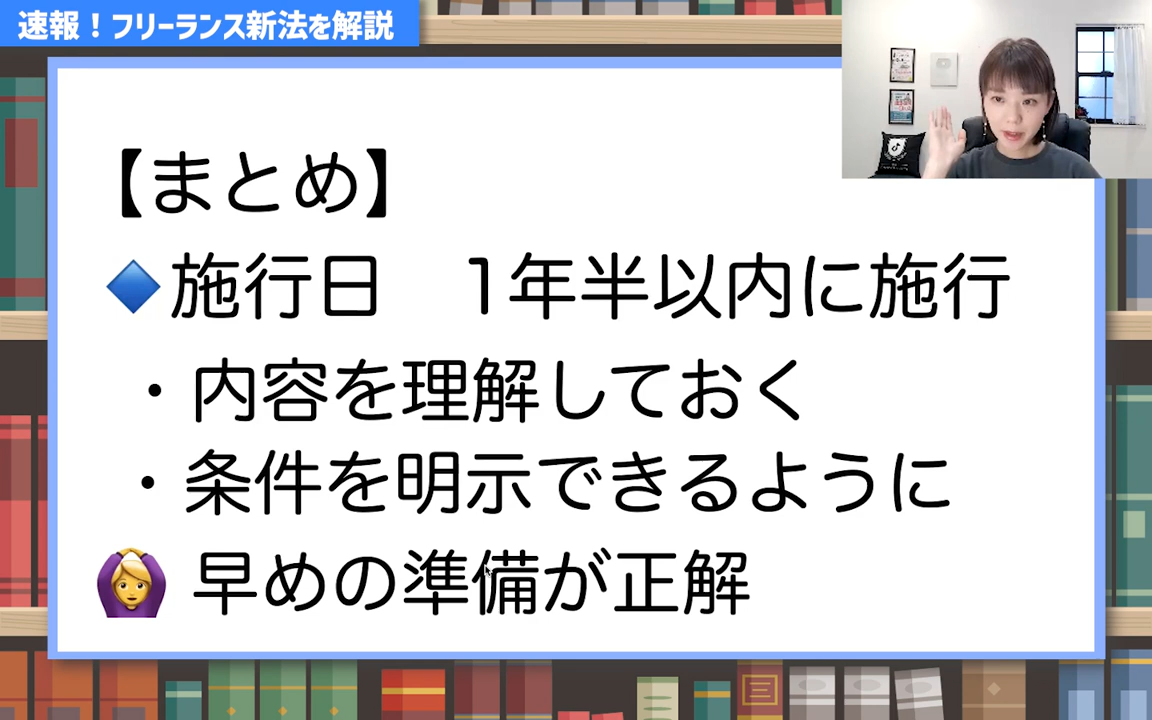 速報！フリーランス新法を解説
【まとめ】
🔷施行日　1年半以内に施行
・内容を理解しておく
・条件を明示できるように
🙆‍♀️ 早めの準備が正解